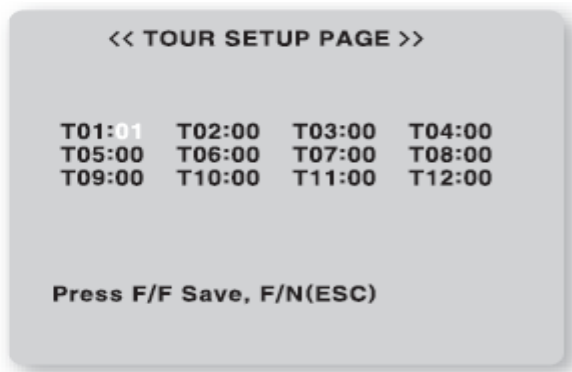 << TOUR SETUP PAGE >>
T01:01 T02:00 T03:00 T04:00
T05:00 T06:00 T07:00 T08:00
T09:00 T10:00 T11:00 T12:00
Press F/F Save, F/N(ESC)